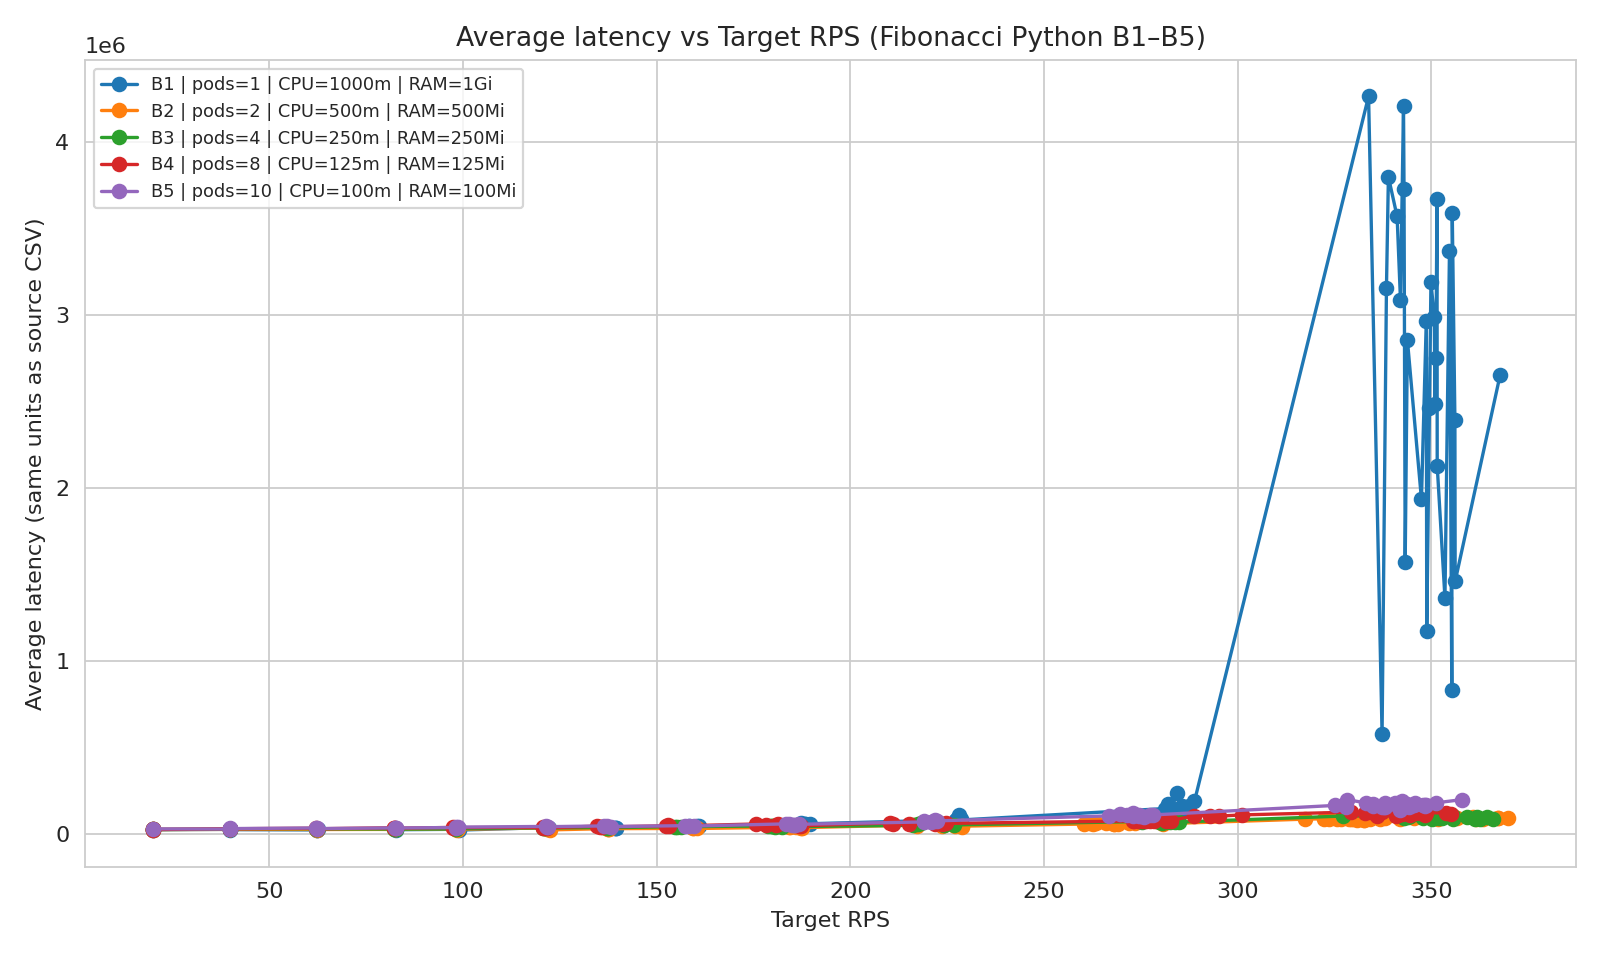 Average latency vs Target RPS (Fibonacci Python B1–B5)
1e6
B1 | pods=1 | CPU=1000m | RAM=1Gi
B2 | pods=2 | CPU=500m | RAM=500Mi
B3 | pods=4 | CPU=250m | RAM=250Mi
B4 | pods=8 | CPU=125m | RAM=125Mi
B5 | pods=10 | CPU=100m | RAM=100Mi
Average latency (same units as source CSV)
4
3
2
1
0
50 100 150 200 250 300 350
Target RPS